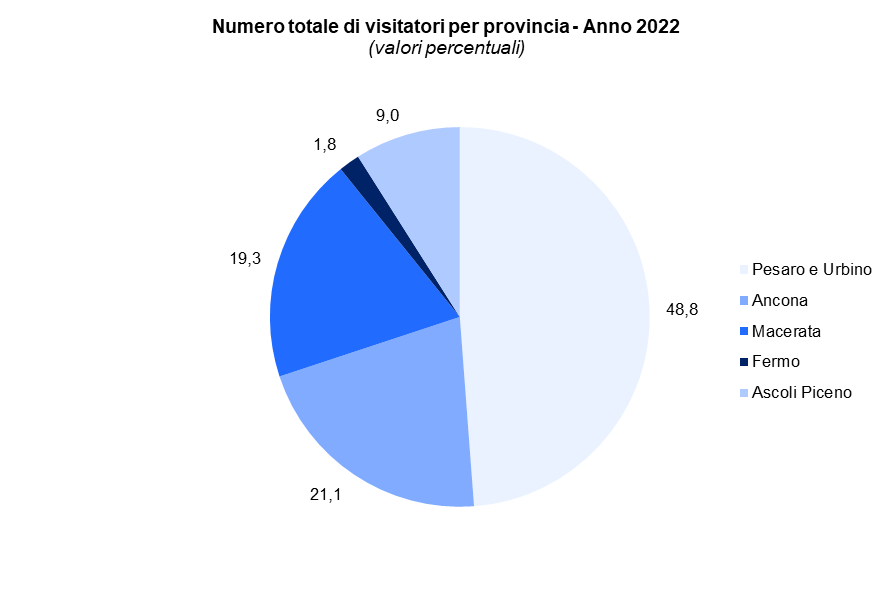 Numero totale di visitatori per provincia - Anno 2022
(valori percentuali)
9,0
1,8
19,3
48,8
21,1
Pesaro e Urbino
Ancona
Macerata
Fermo
Ascoli Piceno